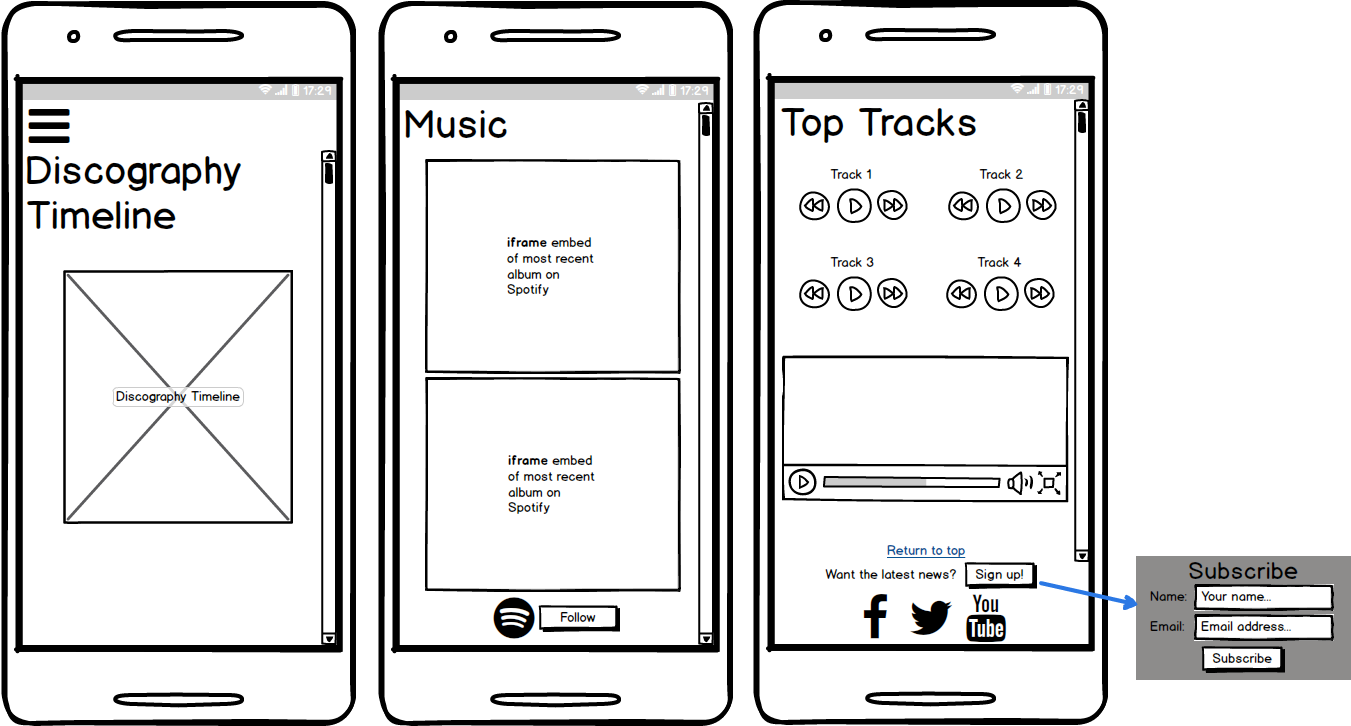 17:29
Discography
Timeline
Discography Timeline
17:29
Music
iframe embed
of most recent
album on
Spotify
iframe embed
of most recent
album on
Spotify
Follow
17:29
Top Tracks
Track 1
Track 2
Track 3
Track 4
Return to top
Want the latest news? Sign up!
You
Tube
Subscribe
Name: Your name...
Email: Email address...
Subscribe